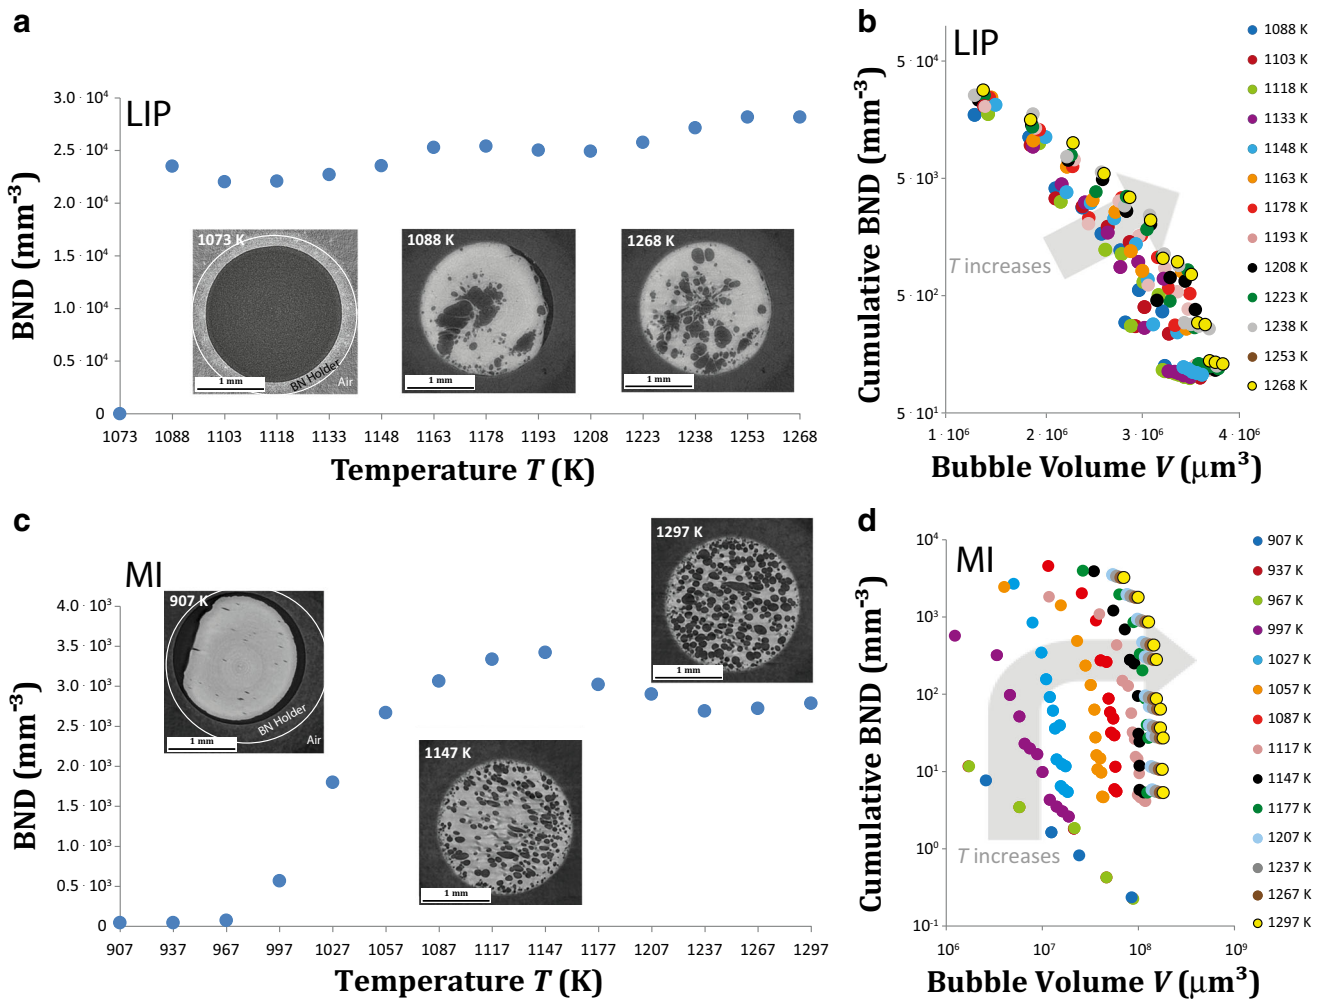 a
LIP
BND (mm⁻³)
3.0 · 10⁴
2.5 · 10⁴
2.0 · 10⁴
1.5 · 10⁴
1.0 · 10⁴
0.5 · 10⁴
0
1073 K
BN Holder
Air
1 mm
1088 K
1 mm
1268 K
1 mm
1073 1088 1103 1118 1133 1148 1163 1178 1193 1208 1223 1238 1253 1268
Temperature T (K)
b
LIP
Cumulative BND (mm⁻³)
5 · 10⁴
5 · 10³
5 · 10²
5 · 10¹
T increases
1 · 10⁶ 2 · 10⁶ 3 · 10⁶ 4 · 10⁶
Bubble Volume V (μm³)
1088 K
1103 K
1118 K
1133 K
1148 K
1163 K
1178 K
1193 K
1208 K
1223 K
1238 K
1253 K
1268 K
c
MI
BND (mm⁻³)
4.0 · 10³
3.5 · 10³
3.0 · 10³
2.5 · 10³
2.0 · 10³
1.5 · 10³
1.0 · 10³
0.5 · 10³
0
907 K
BN Holder
Air
1 mm
1147 K
1 mm
1297 K
1 mm
907 937 967 997 1027 1057 1087 1117 1147 1177 1207 1237 1267 1297
Temperature T (K)
d
MI
Cumulative BND (mm⁻³)
10⁴
10³
10²
10¹
10⁰
10⁻¹
T increases
10⁶ 10⁷ 10⁸ 10⁹
Bubble Volume V (μm³)
907 K
937 K
967 K
997 K
1027 K
1057 K
1087 K
1117 K
1147 K
1177 K
1207 K
1237 K
1267 K
1297 K